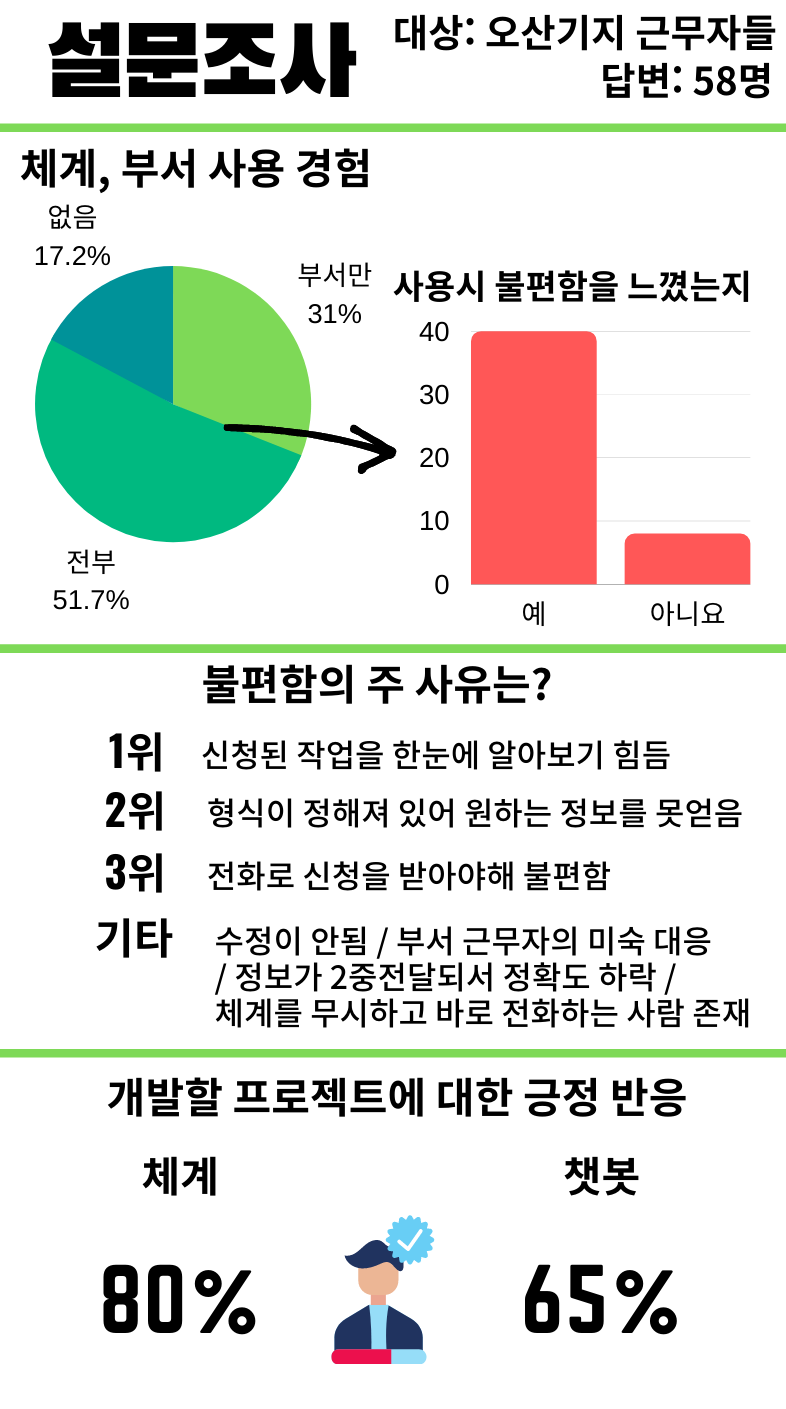 설문조사
대상: 오산기지 근무자들
답변: 58명
체계, 부서 사용 경험
없음
17.2%
부서만
31%
전부
51.7%
사용시 불편함을 느꼈는지
40
30
20
10
0
예
아니요
불편함의 주 사유는?
1위 신청된 작업을 한눈에 알아보기 힘듬
2위 형식이 정해져 있어 원하는 정보를 못얻음
3위 전화로 신청을 받아야해 불편함
기타 수정이 안됨 / 부서 근무자의 미숙 대응
/ 정보가 2중전달되서 정확도 하락 /
체계를 무시하고 바로 전화하는 사람 존재
개발할 프로젝트에 대한 긍정 반응
체계
챗봇
80%
65%